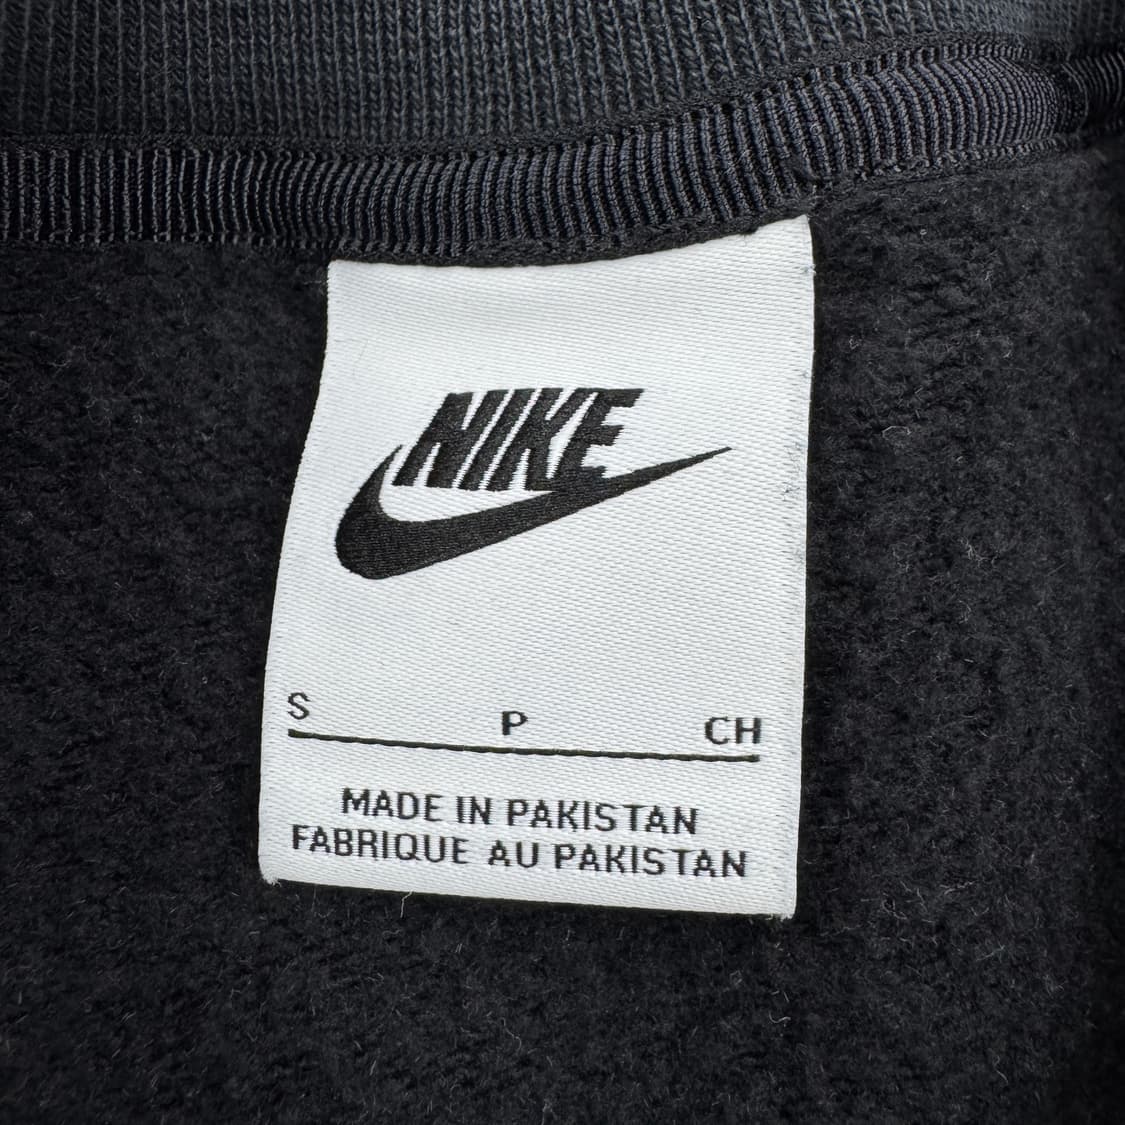 NIKE
S P CH
MADE IN PAKISTAN
FABRIQUE AU PAKISTAN